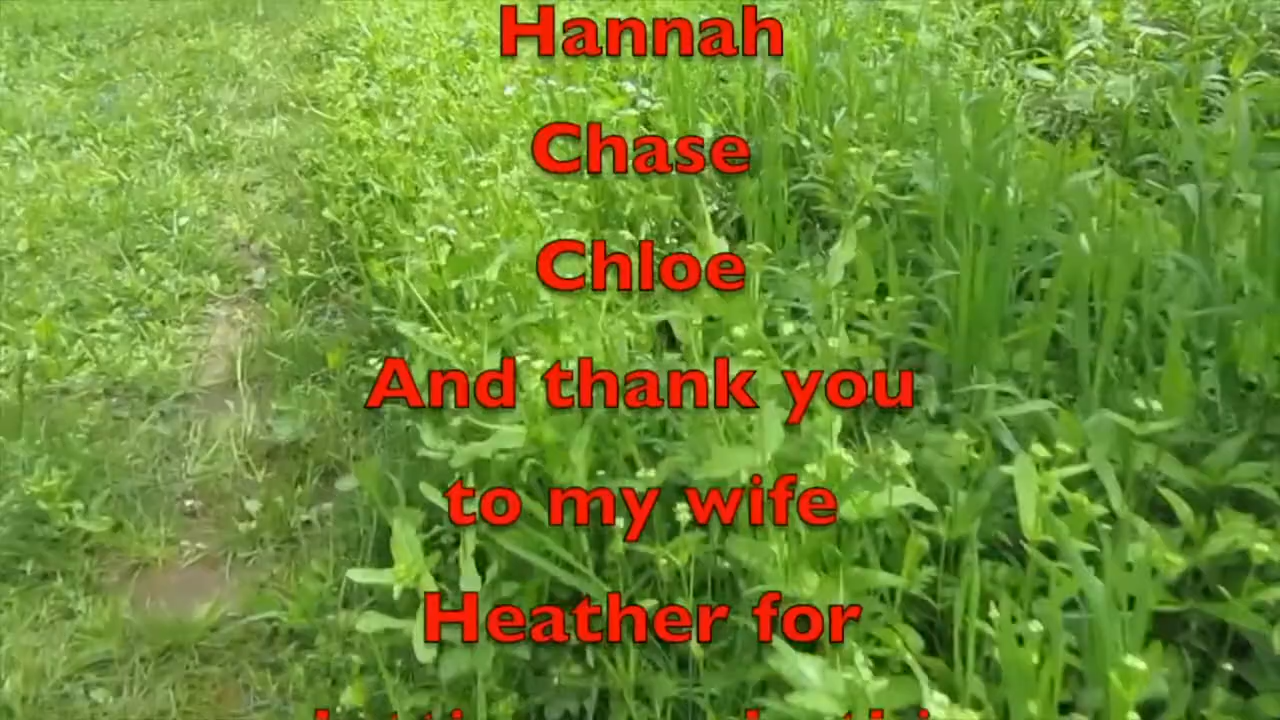 Hannah
Chase
Chloe
And thank you
to my wife
Heather for